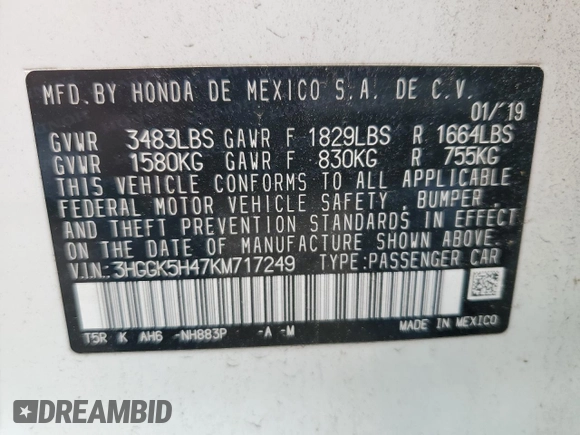 MFD.BY HONDA DE MEXICO S.A. DE C.V.
01/'19
GVWR 3483LBS GAWR F 1829LBS R 1664LBS
GVWR 1580KG GAWR F 830KG R 755KG
THIS VEHICLE CONFORMS TO ALL APPLICABLE
FEDERAL MOTOR VEHICLE SAFETY, BUMPER,
AND THEFT PREVENTION STANDARDS IN EFFECT
ON THE DATE OF MANUFACTURE SHOWN ABOVE.
V.I.N.: 3HGGK5H47KM717249 TYPE:PASSENGER CAR
T5R K AH6 -NH883P -A -M MADE IN MEXICO
DREAMBID